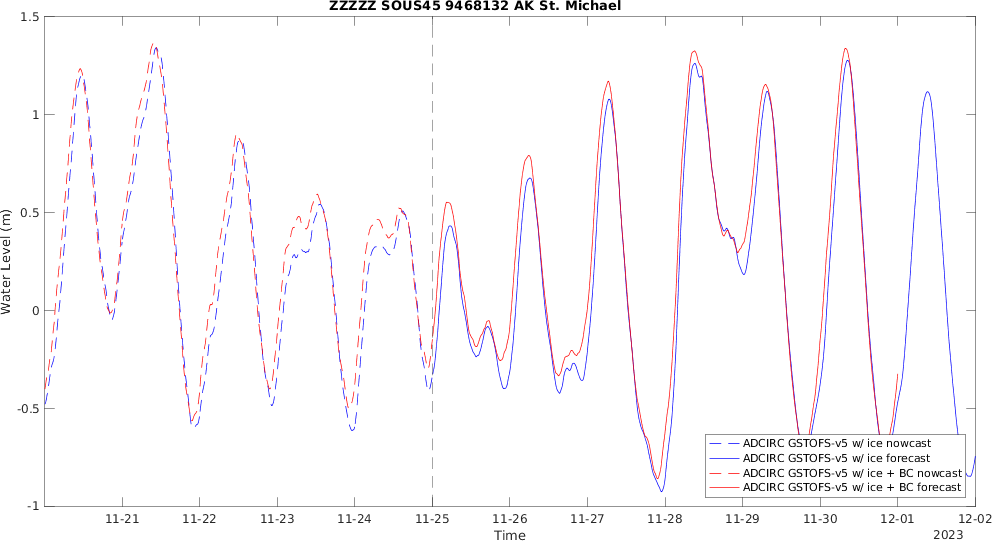 ZZZZZ SOUS45 9468132 AK St. Michael
1.5
1
0.5
0
-0.5
-1
Water Level (m)
ADCIRC GSTOFS-v5 w/ ice nowcast
ADCIRC GSTOFS-v5 w/ ice forecast
ADCIRC GSTOFS-v5 w/ ice + BC nowcast
ADCIRC GSTOFS-v5 w/ ice + BC forecast
11-21 11-22 11-23 11-24 11-25 11-26 11-27 11-28 11-29 11-30 12-01 12-02
Time
2023